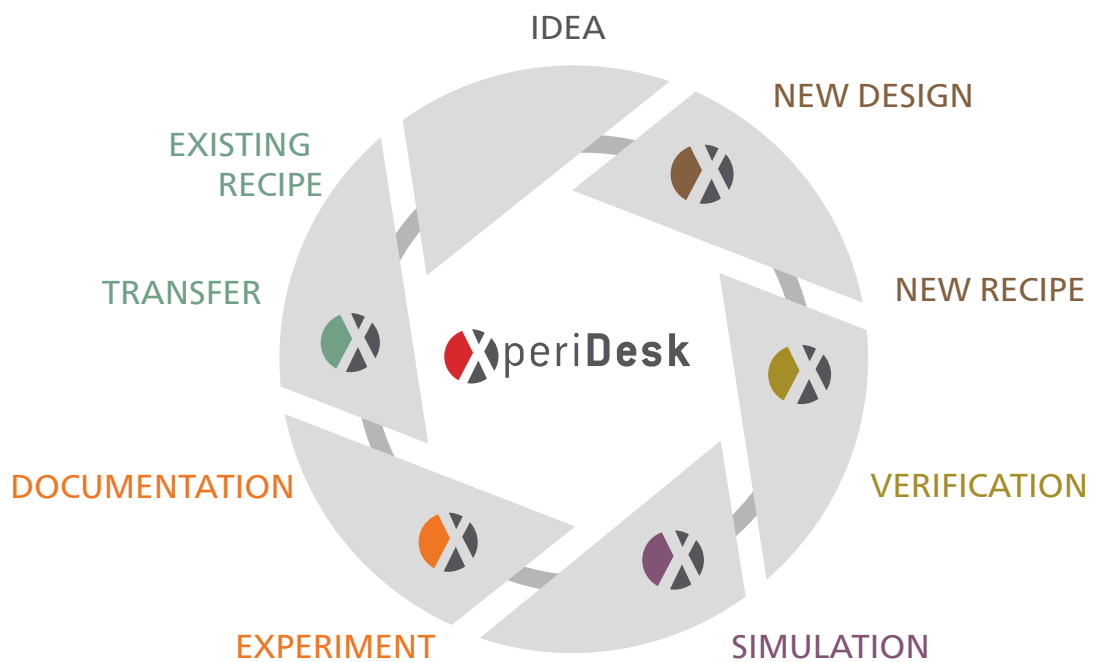 IDEA
NEW DESIGN
EXISTING
RECIPE
TRANSFER
NEW RECIPE
XperiDesk
DOCUMENTATION
VERIFICATION
EXPERIMENT
SIMULATION